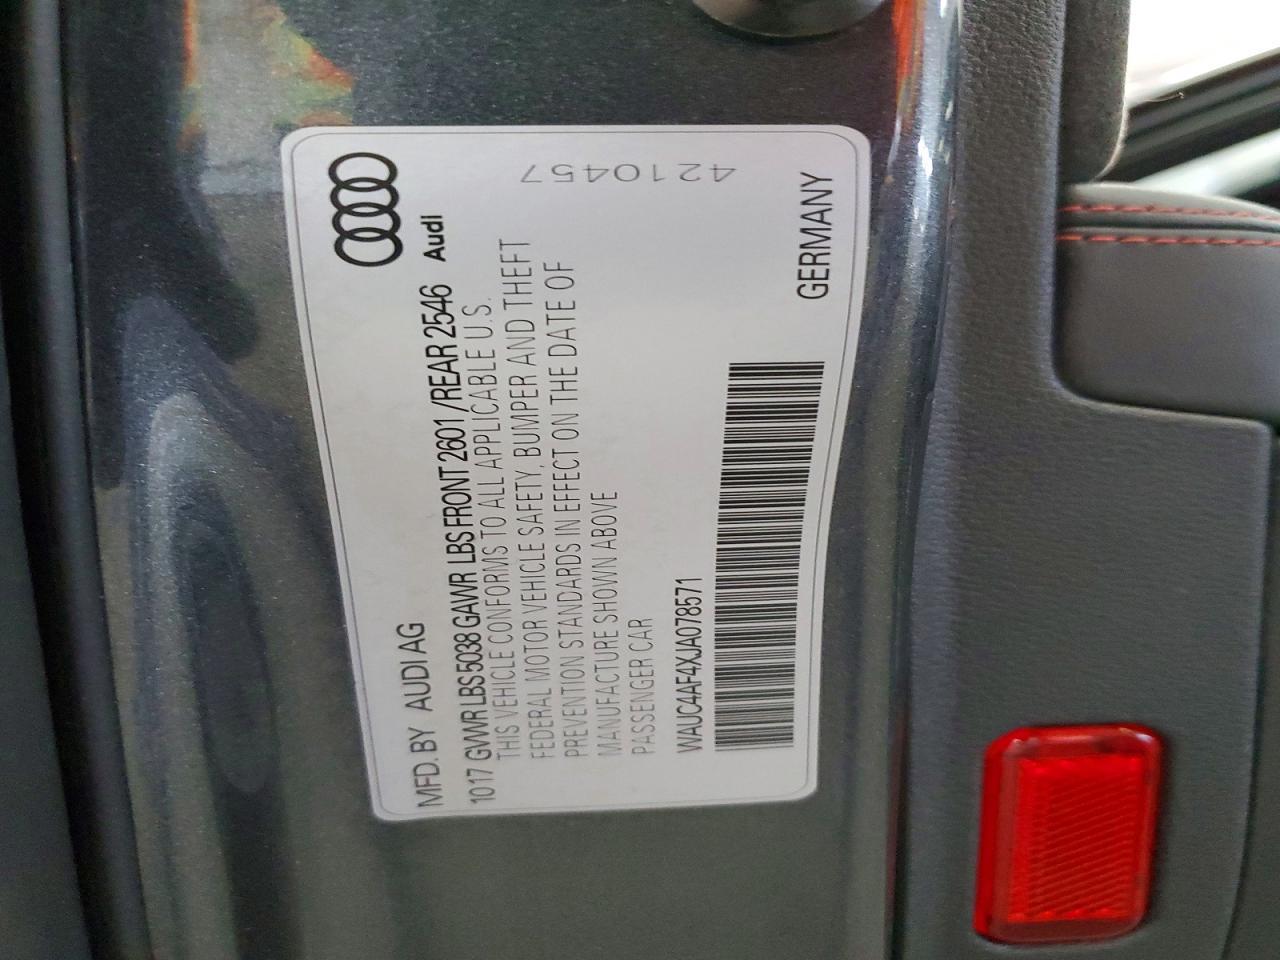 Audi
MFD. BY AUDI AG
1017 GVWR LBS 5038 GAWR LBS FRONT 2601 / REAR 2546
THIS VEHICLE CONFORMS TO ALL APPLICABLE U.S.
FEDERAL MOTOR VEHICLE SAFETY, BUMPER AND THEFT
PREVENTION STANDARDS IN EFFECT ON THE DATE OF
MANUFACTURE SHOWN ABOVE
PASSENGER CAR
WAUC4AF4XJA078571
GERMANY
4210457